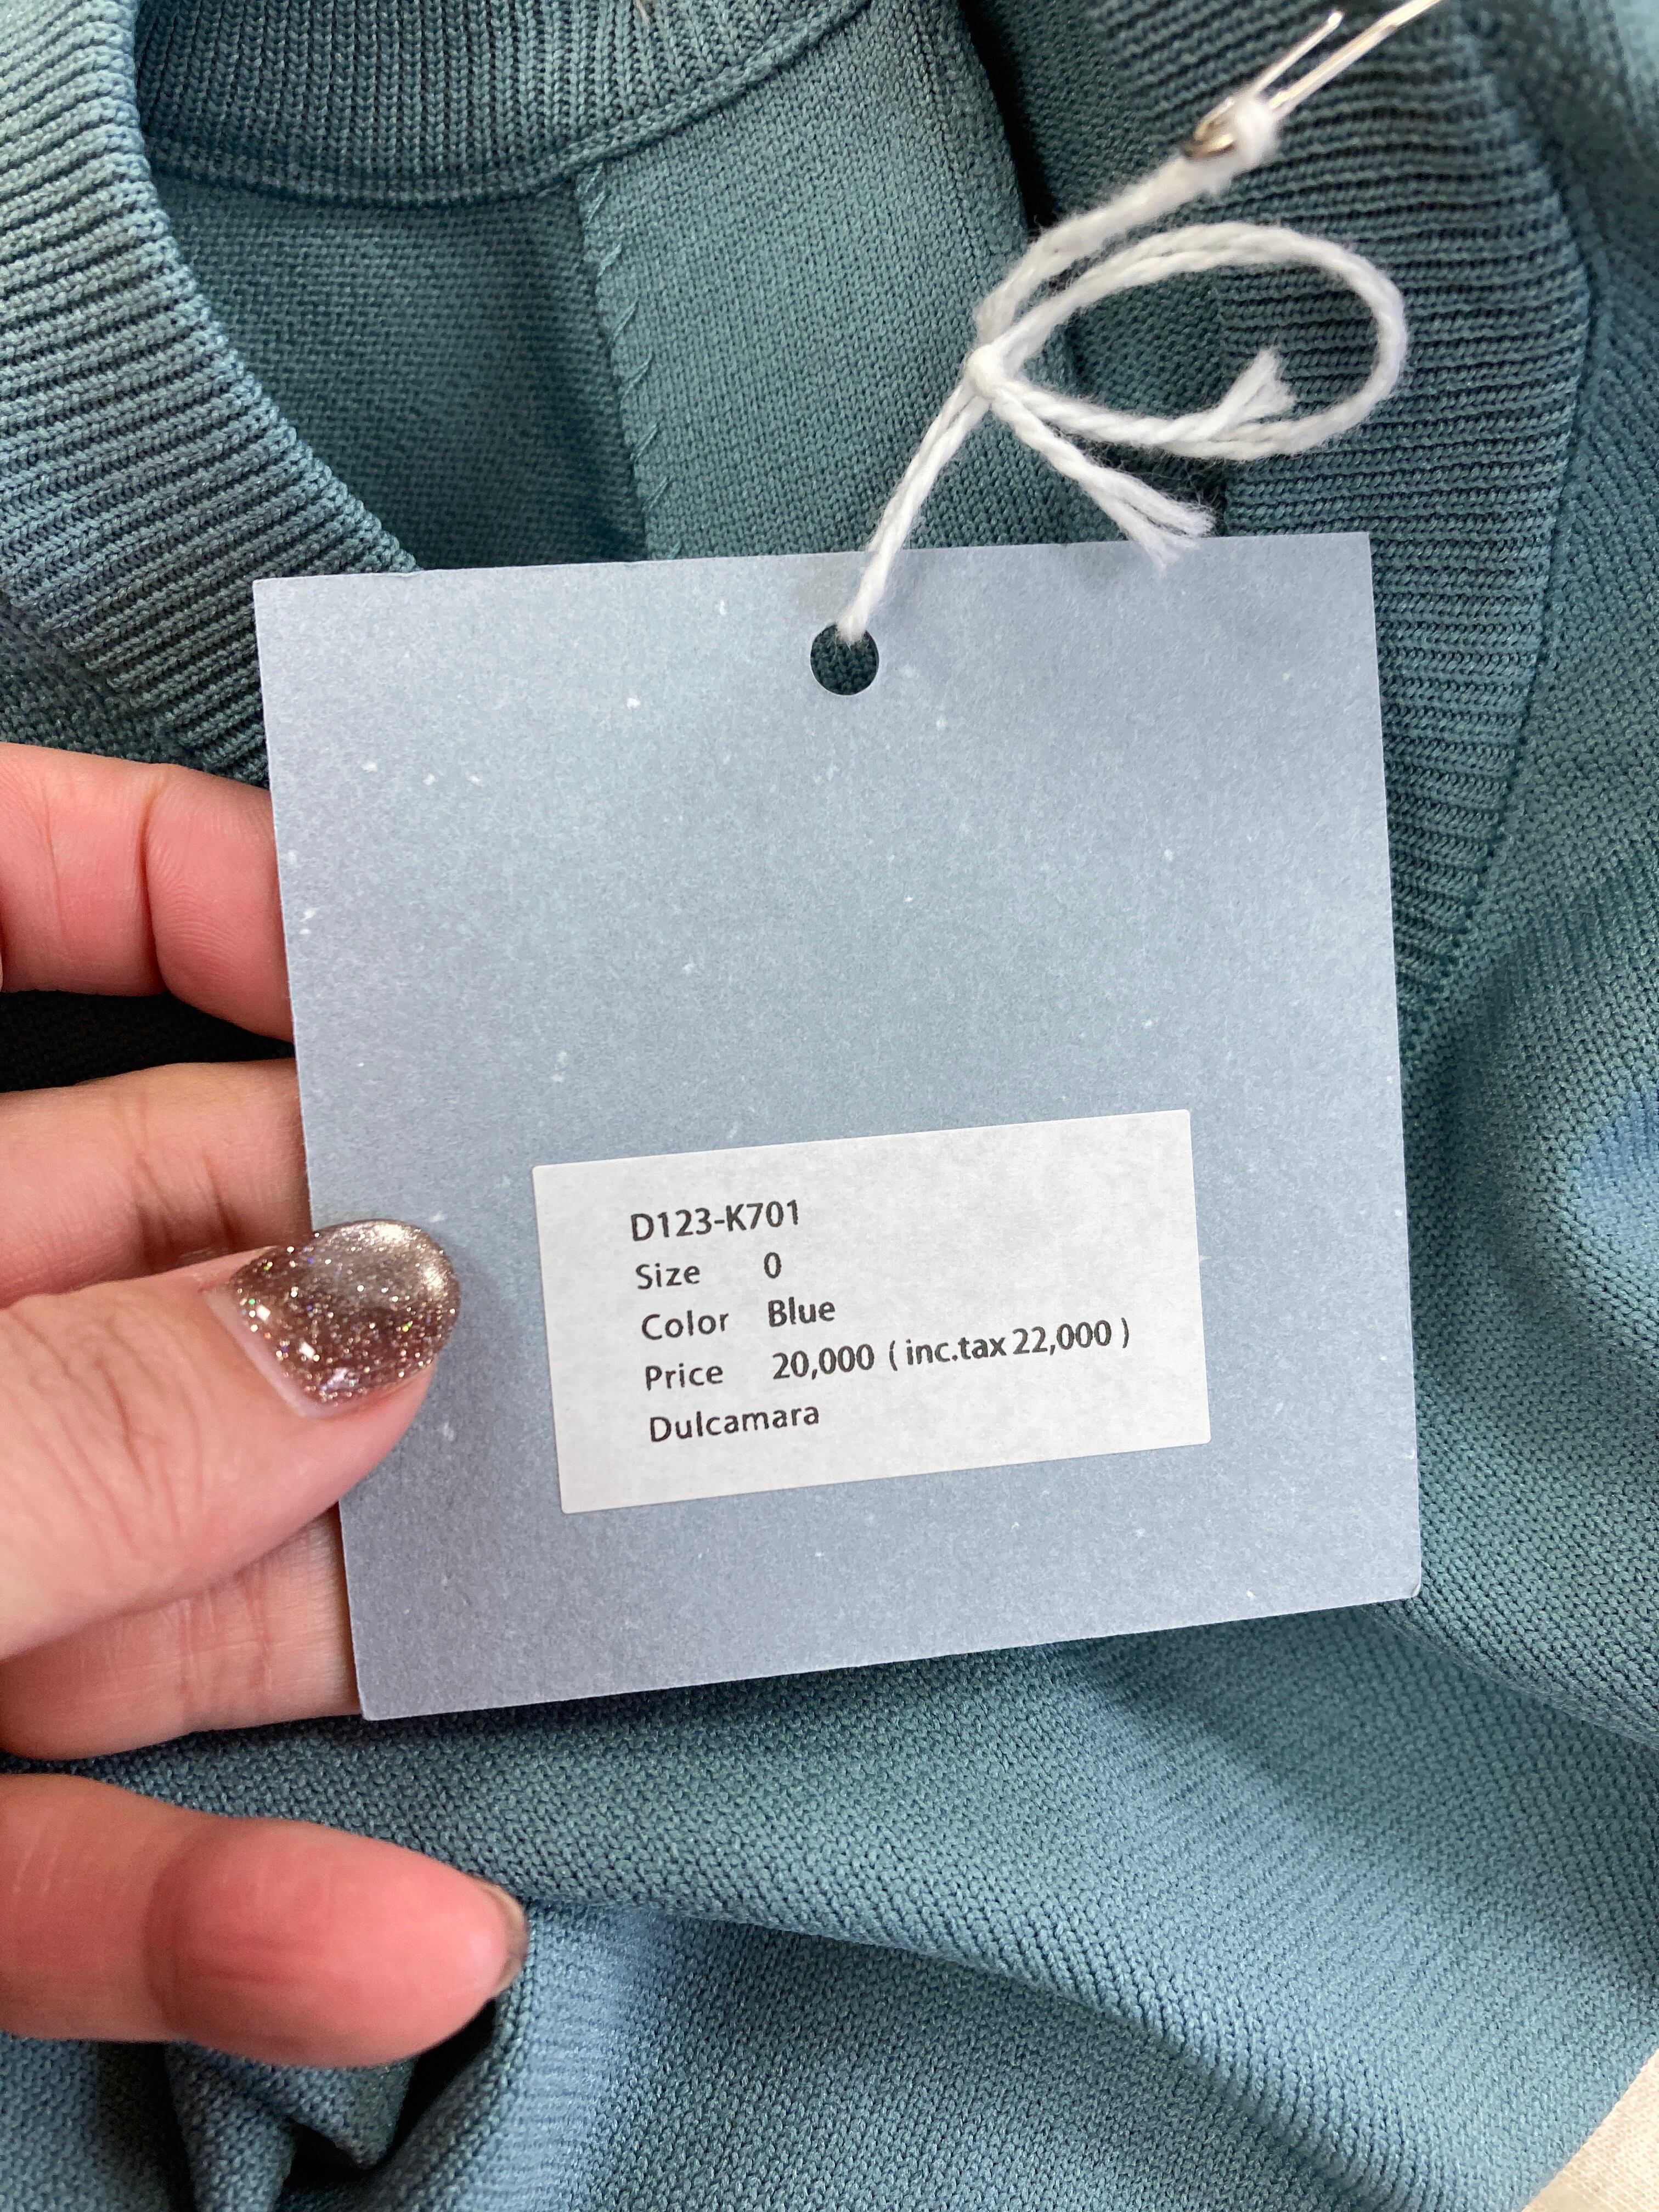 D123-K701
Size 0
Color Blue
Price 20,000 ( inc.tax 22,000 )
Dulcamara